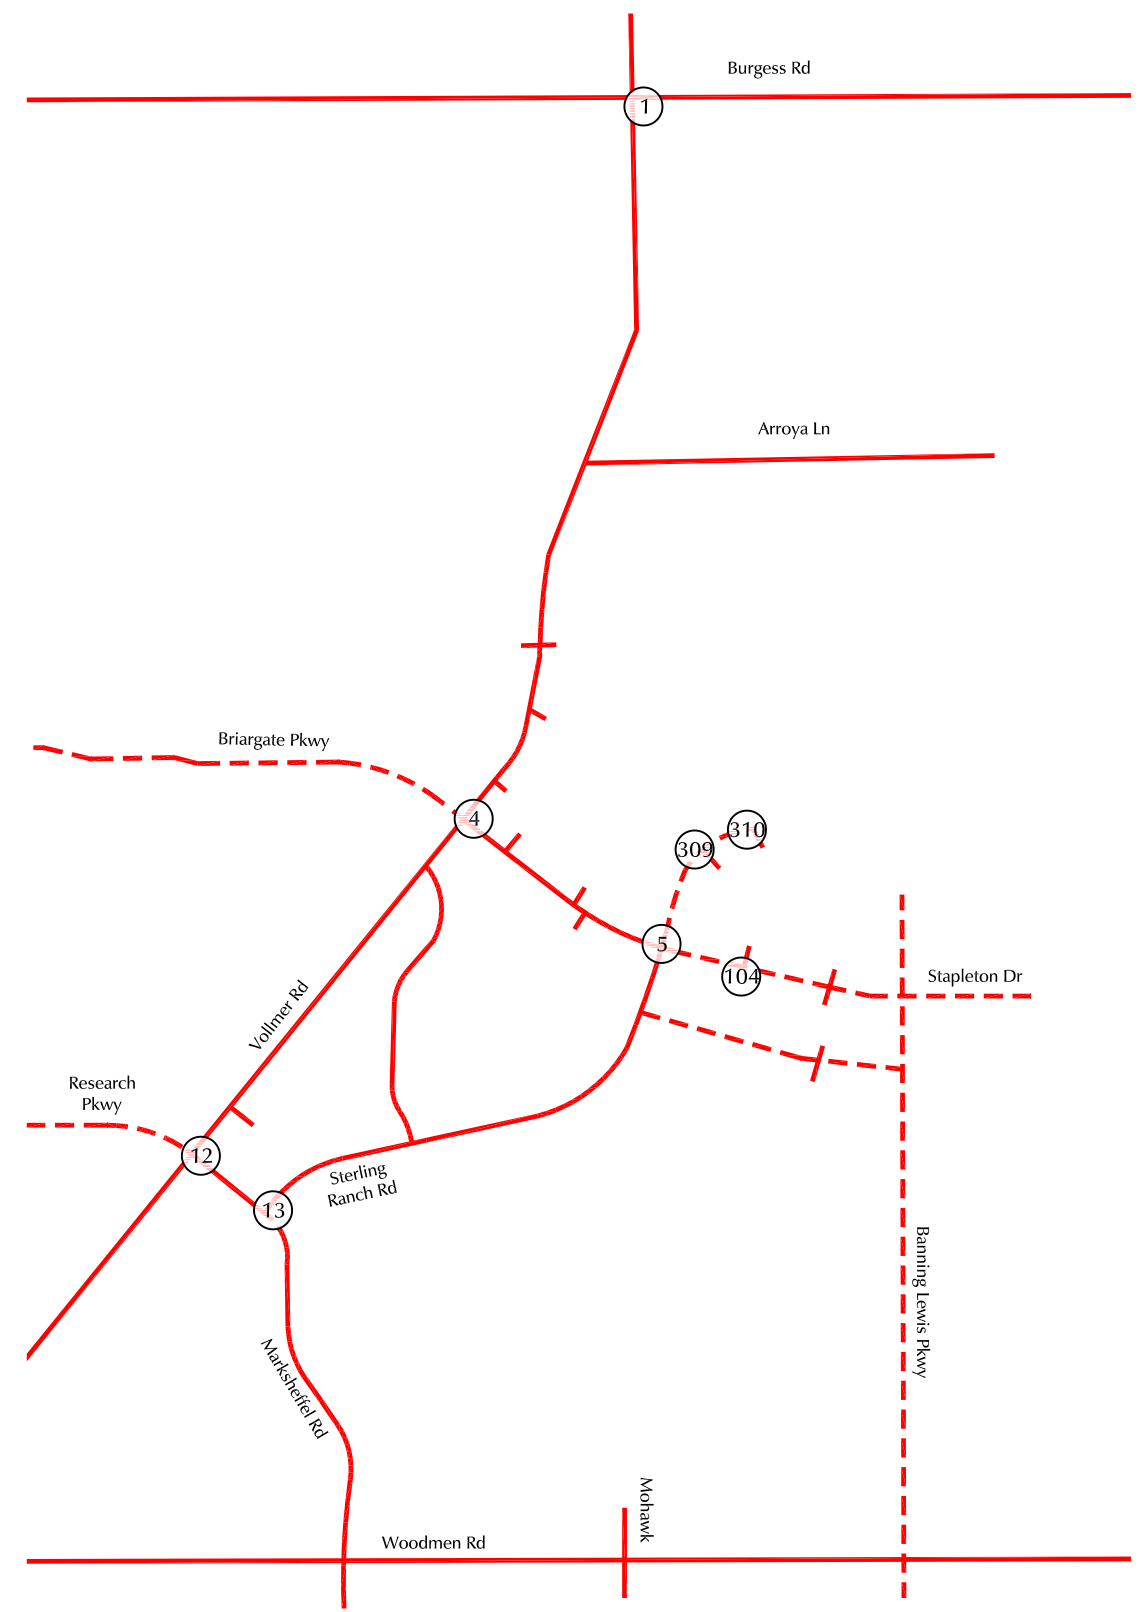 Burgess Rd
1
Arroya Ln
Briargate Pkwy
4
310
309
5
104
Stapleton Dr
Vollmer Rd
Research
Pkwy
12
Sterling
Ranch Rd
13
Banning Lewis Pkwy
Marksheffel Rd
Mohawk
Woodmen Rd